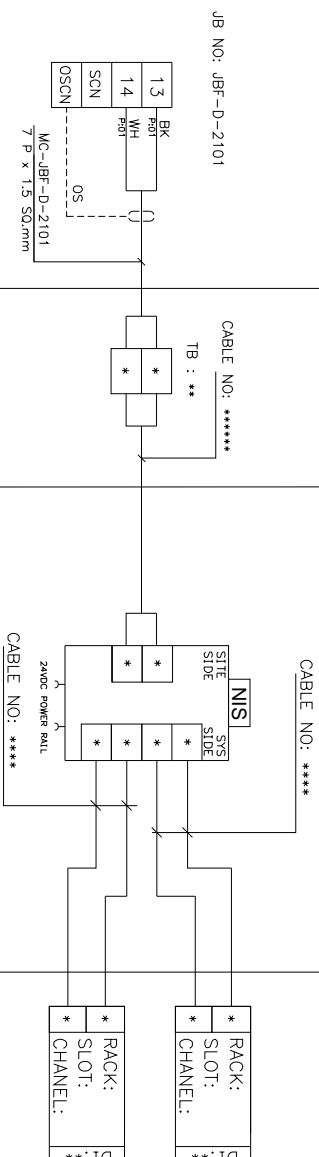 JB NO: JBF-D-2101
13
14
SCN
OSCN
BK
P:01
WH
P:01
OS
MC-JBF-D-2101
7 P x 1.5 SQ.mm
CABLE NO: ******
TB : **
*
*
CABLE NO: ****
NIS
SITE
SIDE
SYS
SIDE
*
*
*
*
*
*
24VDC POWER RAIL
CABLE NO: ****
*
*
RACK:
SLOT:
CHANEL:
*
*
RACK:
SLOT:
CHANEL: